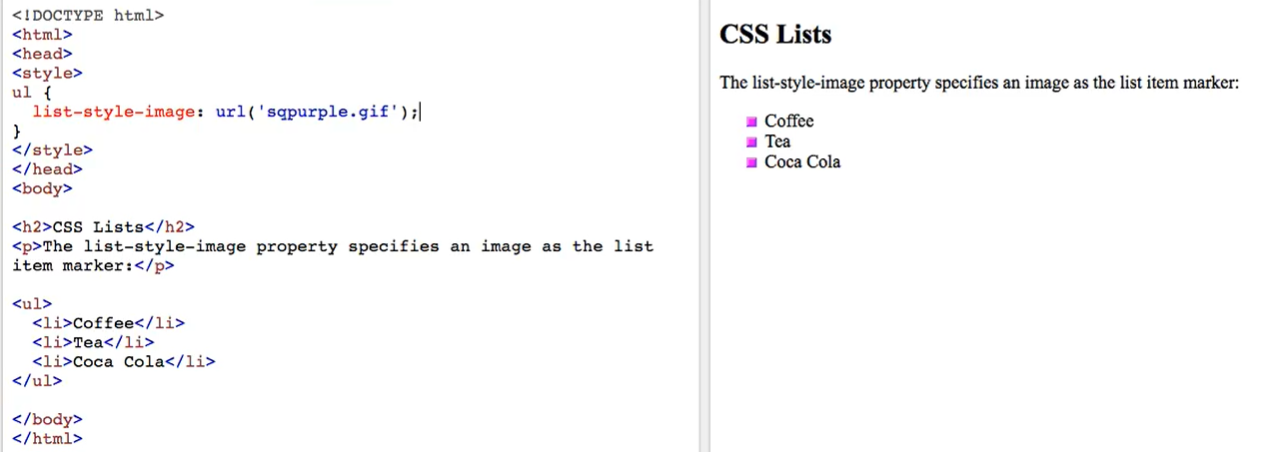 <!DOCTYPE html>
<html>
<head>
<style>
ul {
  list-style-image: url('sqpurple.gif');
}
</style>
</head>
<body>

<h2>CSS Lists</h2>
<p>The list-style-image property specifies an image as the list
item marker:</p>

<ul>
  <li>Coffee</li>
  <li>Tea</li>
  <li>Coca Cola</li>
</ul>

</body>
</html>

CSS Lists
The list-style-image property specifies an image as the list item marker:
Coffee
Tea
Coca Cola